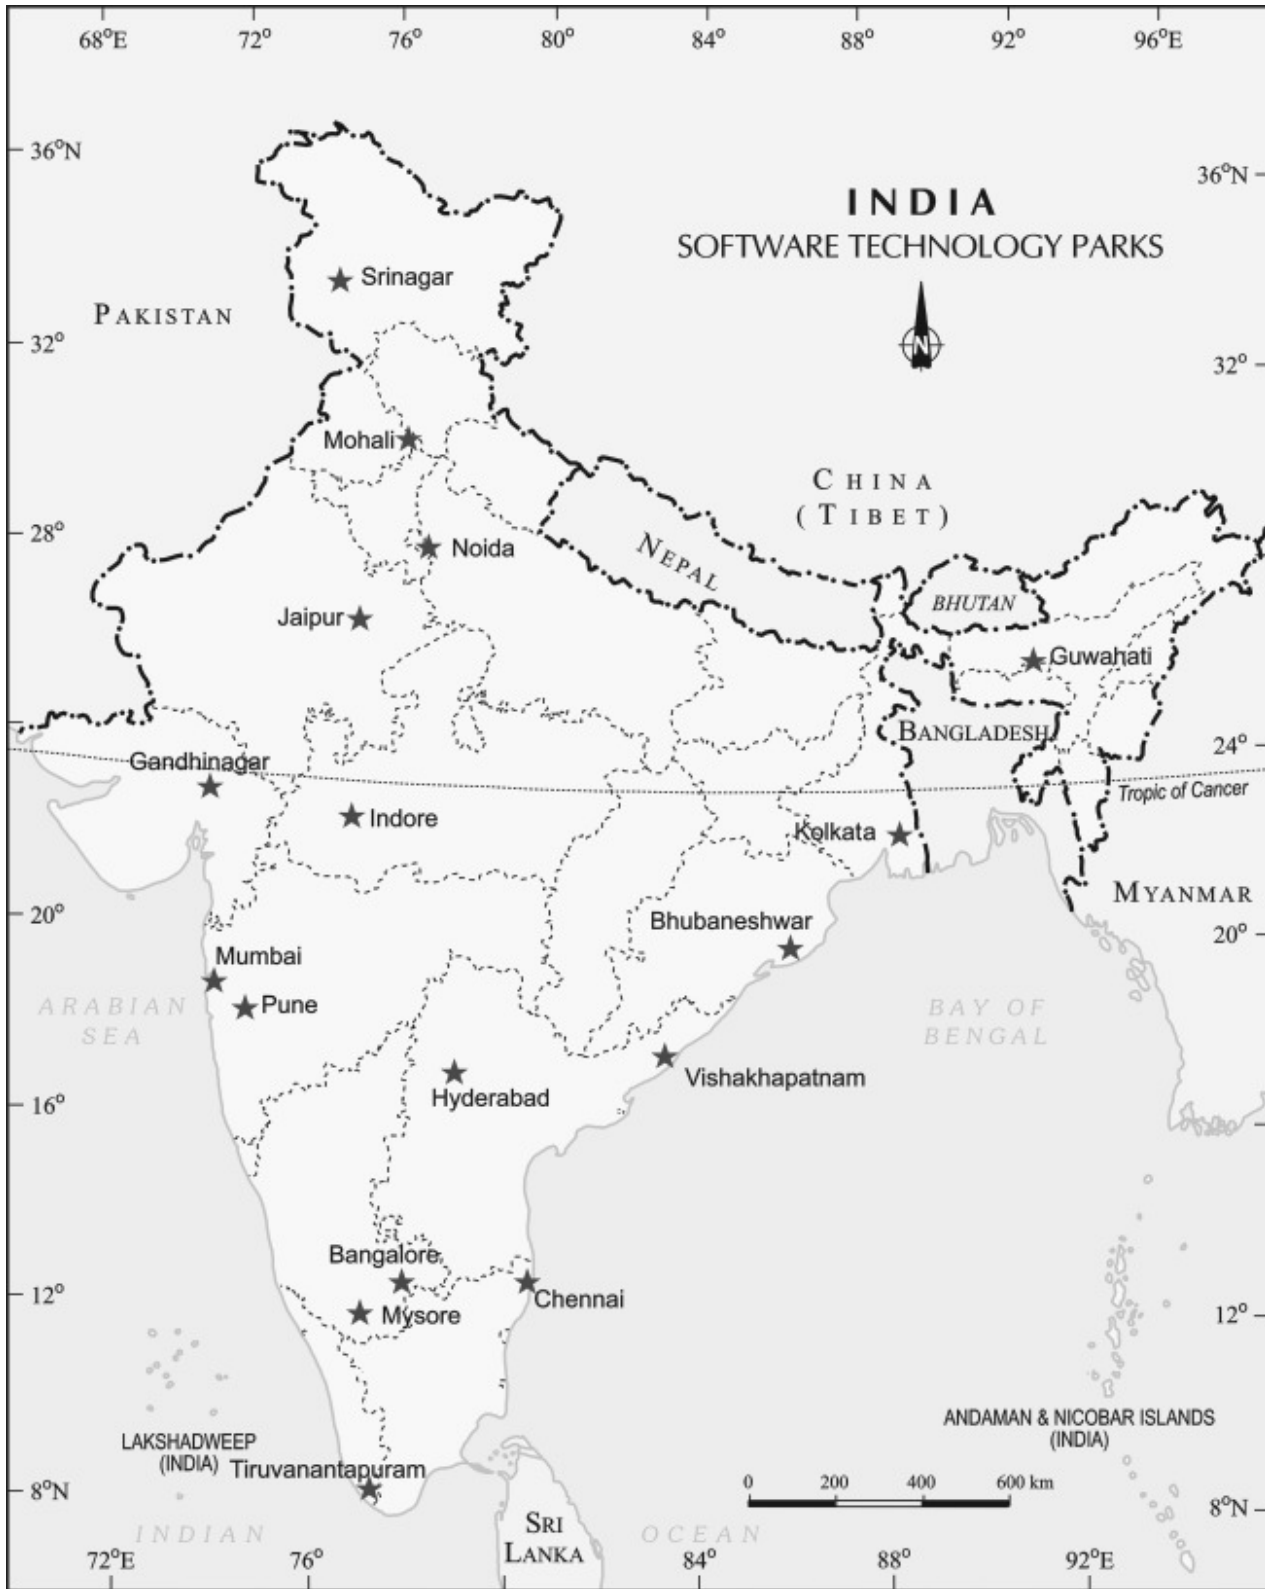 68°E 72° 76° 80° 84° 88° 92° 96°E
36°N
36°N
INDIA
SOFTWARE TECHNOLOGY PARKS
Srinagar
PAKISTAN
N
32°
32°
Mohali
CHINA
(TIBET)
28°
28°
Noida
NEPAL
BHUTAN
Jaipur
Guwahati
BANGLADESH
24°
Gandhinagar
Tropic of Cancer
Indore
Kolkata
MYANMAR
20°
Bhubaneshwar
20°
Mumbai
Pune
ARABIAN
SEA
BAY OF
BENGAL
Vishakhapatnam
Hyderabad
16°
Bangalore
12°
Chennai
Mysore
12°
ANDAMAN & NICOBAR ISLANDS
(INDIA)
LAKSHADWEEP
(INDIA)
Tiruvanantapuram
8°N
0 200 400 600 km
8°N
INDIAN OCEAN
SRI
LANKA
72°E 76° 84° 88° 92°E